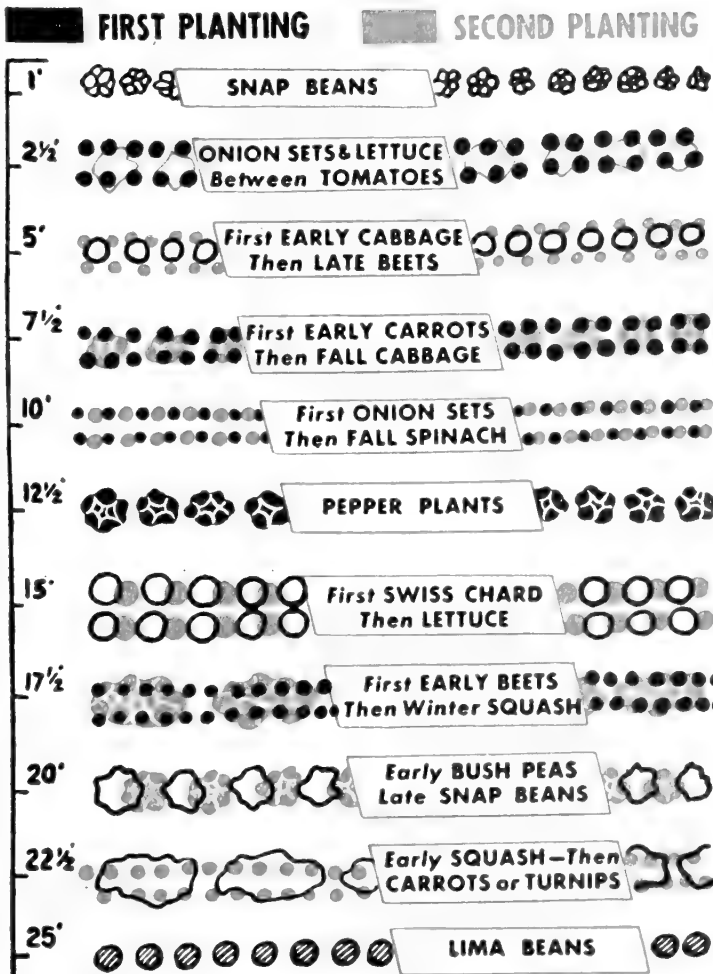 FIRST PLANTING
SECOND PLANTING
1'
SNAP BEANS
2½'
ONION SETS & LETTUCE
Between TOMATOES
5'
First EARLY CABBAGE
Then LATE BEETS
7½'
First EARLY CARROTS
Then FALL CABBAGE
10'
First ONION SETS
Then FALL SPINACH
12½'
PEPPER PLANTS
15'
First SWISS CHARD
Then LETTUCE
17½'
First EARLY BEETS
Then Winter SQUASH
20'
Early BUSH PEAS
Late SNAP BEANS
22½'
Early SQUASH—Then
CARROTS or TURNIPS
25'
LIMA BEANS